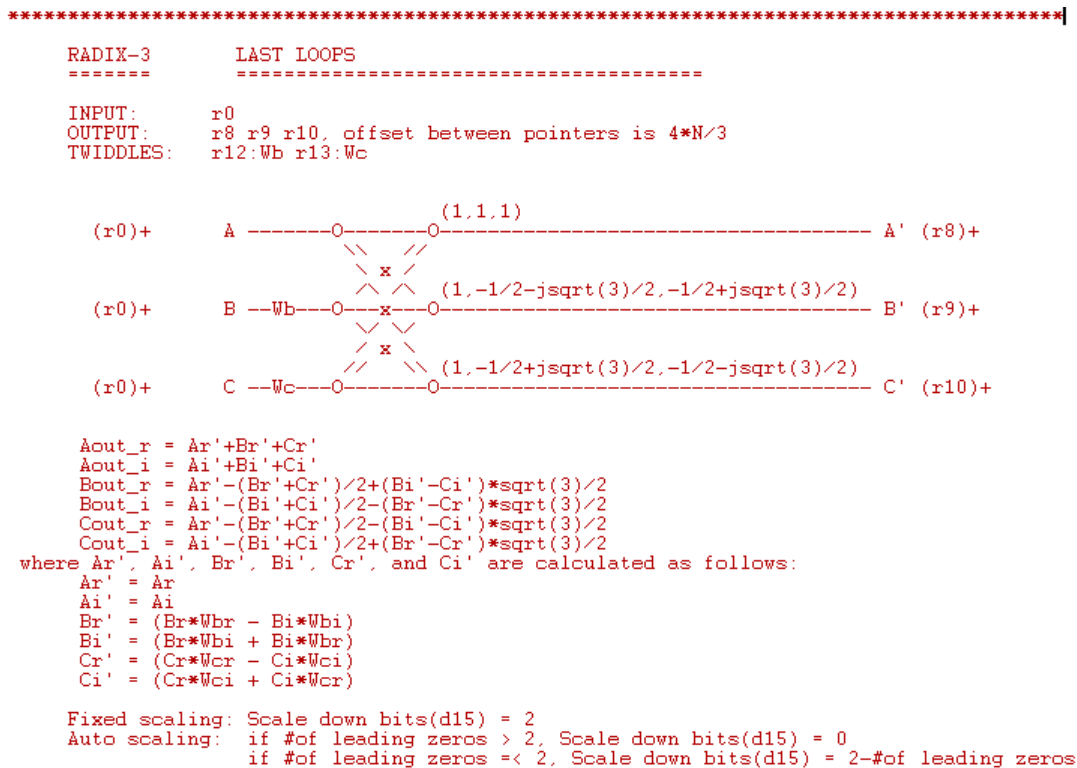 ****************************************************************************************
RADIX-3 LAST LOOPS
======= =======================================
INPUT: r0
OUTPUT: r8 r9 r10, offset between pointers is 4*N/3
TWIDDLES: r12:Wb r13:Wc
(1,1,1)
(r0)+ A -------O-------O------------------------------------ A' (r8)+
\\ //
\ x /
/\ /\ (1,-1/2-jsqrt(3)/2,-1/2+jsqrt(3)/2)
(r0)+ B --Wb---O---x---O------------------------------------ B' (r9)+
\/ \/
/ x \
// \\ (1,-1/2+jsqrt(3)/2,-1/2-jsqrt(3)/2)
(r0)+ C --Wc---O-------O------------------------------------ C' (r10)+
Aout_r = Ar'+Br'+Cr'
Aout_i = Ai'+Bi'+Ci'
Bout_r = Ar'-(Br'+Cr')/2+(Bi'-Ci')*sqrt(3)/2
Bout_i = Ai'-(Bi'+Ci')/2-(Br'-Cr')*sqrt(3)/2
Cout_r = Ar'-(Br'+Cr')/2-(Bi'-Ci')*sqrt(3)/2
Cout_i = Ai'-(Bi'+Ci')/2+(Br'-Cr')*sqrt(3)/2
where Ar', Ai', Br', Bi', Cr', and Ci' are calculated as follows:
Ar' = Ar
Ai' = Ai
Br' = (Br*Wbr - Bi*Wbi)
Bi' = (Br*Wbi + Bi*Wbr)
Cr' = (Cr*Wcr - Ci*Wci)
Ci' = (Cr*Wci + Ci*Wcr)
Fixed scaling: Scale down bits(d15) = 2
Auto scaling: if #of leading zeros > 2, Scale down bits(d15) = 0
if #of leading zeros =< 2, Scale down bits(d15) = 2-#of leading zeros